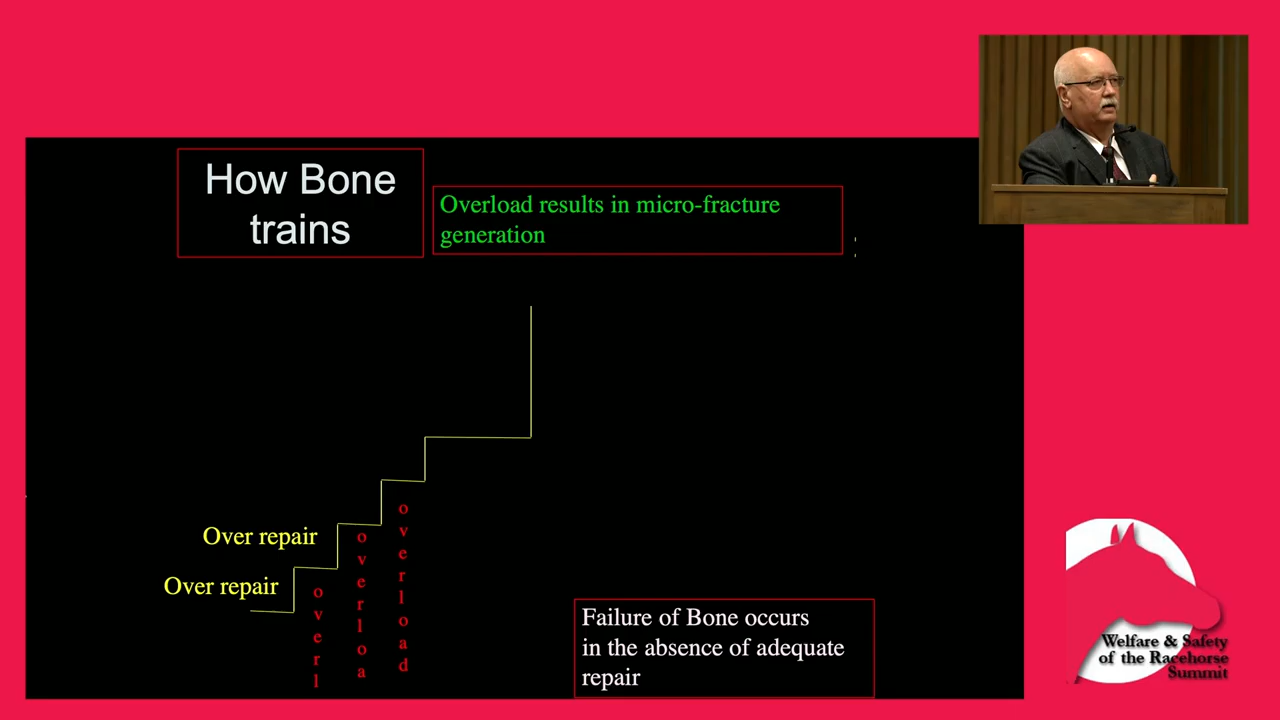 How Bone
trains
Overload results in micro-fracture
generation
Over repair
Over repair
overl
overloa
overload
Failure of Bone occurs
in the absence of adequate
repair
Welfare & Safety
of the Racehorse
Summit